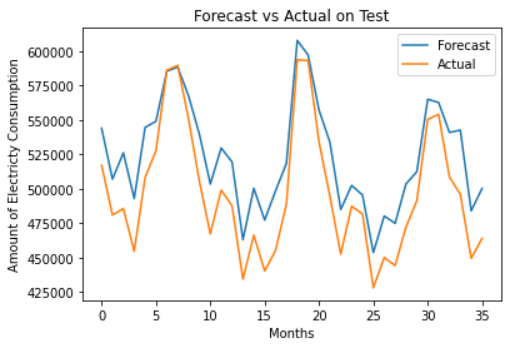 Forecast vs Actual on Test
Forecast
Actual
Amount of Electricty Consumption
600000
575000
550000
525000
500000
475000
450000
425000
0 5 10 15 20 25 30 35
Months